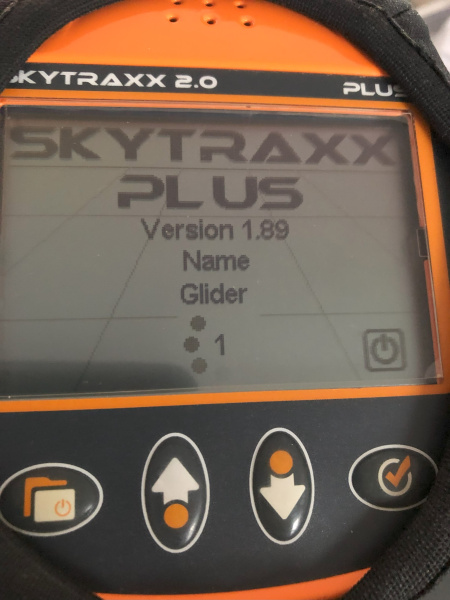 SKYTRAXX 2.0 PLUS
SKYTRAXX
PLUS
Version 1.89
Name
Glider
1